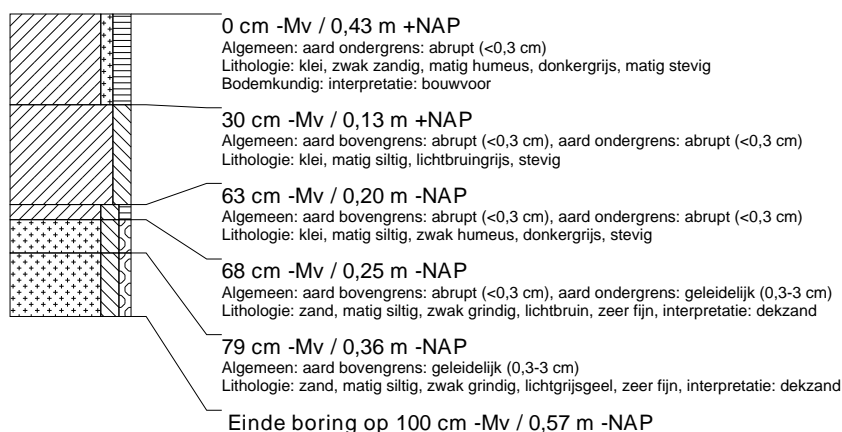 0 cm -Mv / 0,43 m +NAP
Algemeen: aard ondergrens: abrupt (<0,3 cm)
Lithologie: klei, zwak zandig, matig humeus, donkergrijs, matig stevig
Bodemkundig: interpretatie: bouwvoor
30 cm -Mv / 0,13 m +NAP
Algemeen: aard bovengrens: abrupt (<0,3 cm), aard ondergrens: abrupt (<0,3 cm)
Lithologie: klei, matig siltig, lichtbruingrijs, stevig
63 cm -Mv / 0,20 m -NAP
Algemeen: aard bovengrens: abrupt (<0,3 cm), aard ondergrens: abrupt (<0,3 cm)
Lithologie: klei, matig siltig, zwak humeus, donkergrijs, stevig
68 cm -Mv / 0,25 m -NAP
Algemeen: aard bovengrens: abrupt (<0,3 cm), aard ondergrens: geleidelijk (0,3-3 cm)
Lithologie: zand, matig siltig, zwak grindig, lichtbruin, zeer fijn, interpretatie: dekzand
79 cm -Mv / 0,36 m -NAP
Algemeen: aard bovengrens: geleidelijk (0,3-3 cm)
Lithologie: zand, matig siltig, zwak grindig, lichtgrijsgeel, zeer fijn, interpretatie: dekzand
Einde boring op 100 cm -Mv / 0,57 m -NAP